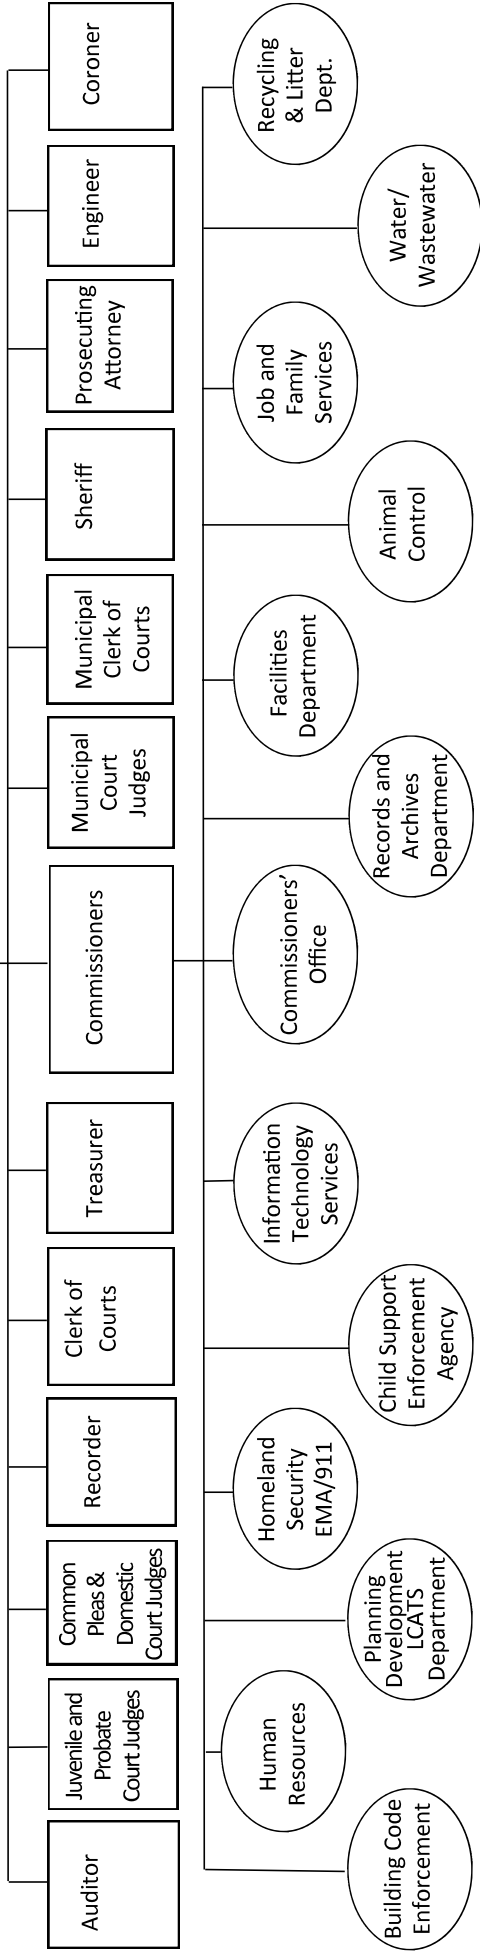 Auditor
Juvenile and
Probate
Court Judges
Common
Pleas &
Domestic
Court Judges
Recorder
Clerk of
Courts
Treasurer
Commissioners
Municipal
Court
Judges
Municipal
Clerk of
Courts
Sheriff
Prosecuting
Attorney
Engineer
Coroner
Building Code
Enforcement
Human
Resources
Planning
Development
LCATS
Department
Homeland
Security
EMA/911
Child Support
Enforcement
Agency
Information
Technology
Services
Commissioners’
Office
Records and
Archives
Department
Facilities
Department
Animal
Control
Job and
Family
Services
Water/
Wastewater
Recycling
& Litter
Dept.